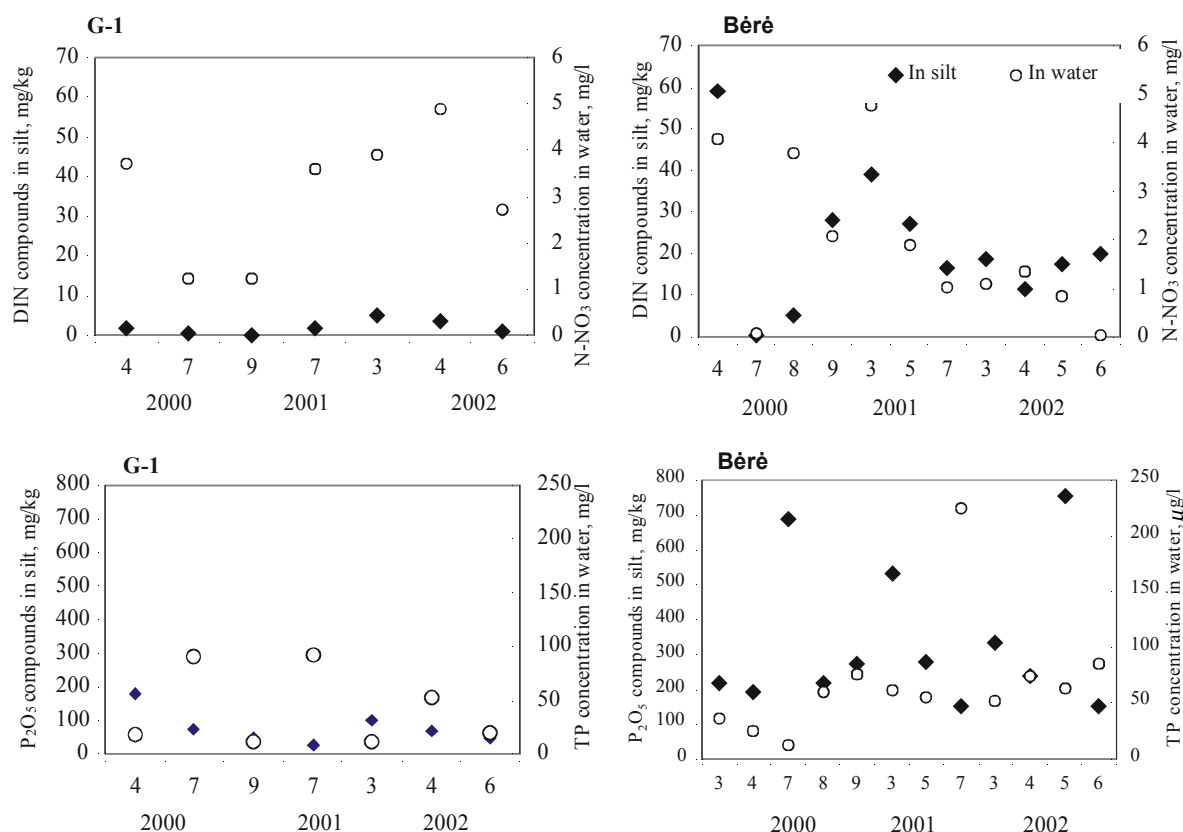 G-1
70
60
50
40
30
20
10
0
DIN compounds in silt, mg/kg
6
5
4
3
2
1
0
N-NO₃ concentration in water, mg/l
4 7 9 7 3 4 6
2000 2001 2002
Bėrė
In silt In water
70
60
50
40
30
20
10
0
DIN compounds in silt, mg/kg
6
5
4
3
2
1
0
N-NO₃ concentration in water, mg/l
4 7 8 9 3 5 7 3 4 5 6
2000 2001 2002
G-1
800
700
600
500
400
300
200
100
0
P₂O₅ compounds in silt, mg/kg
250
200
150
100
50
0
TP concentration in water, mg/l
4 7 9 7 3 4 6
2000 2001 2002
Bėrė
800
700
600
500
400
300
200
100
0
P₂O₅ compounds in silt, mg/kg
250
200
150
100
50
0
TP concentration in water, µg/l
3 4 7 8 9 3 5 7 3 4 5 6
2000 2001 2002